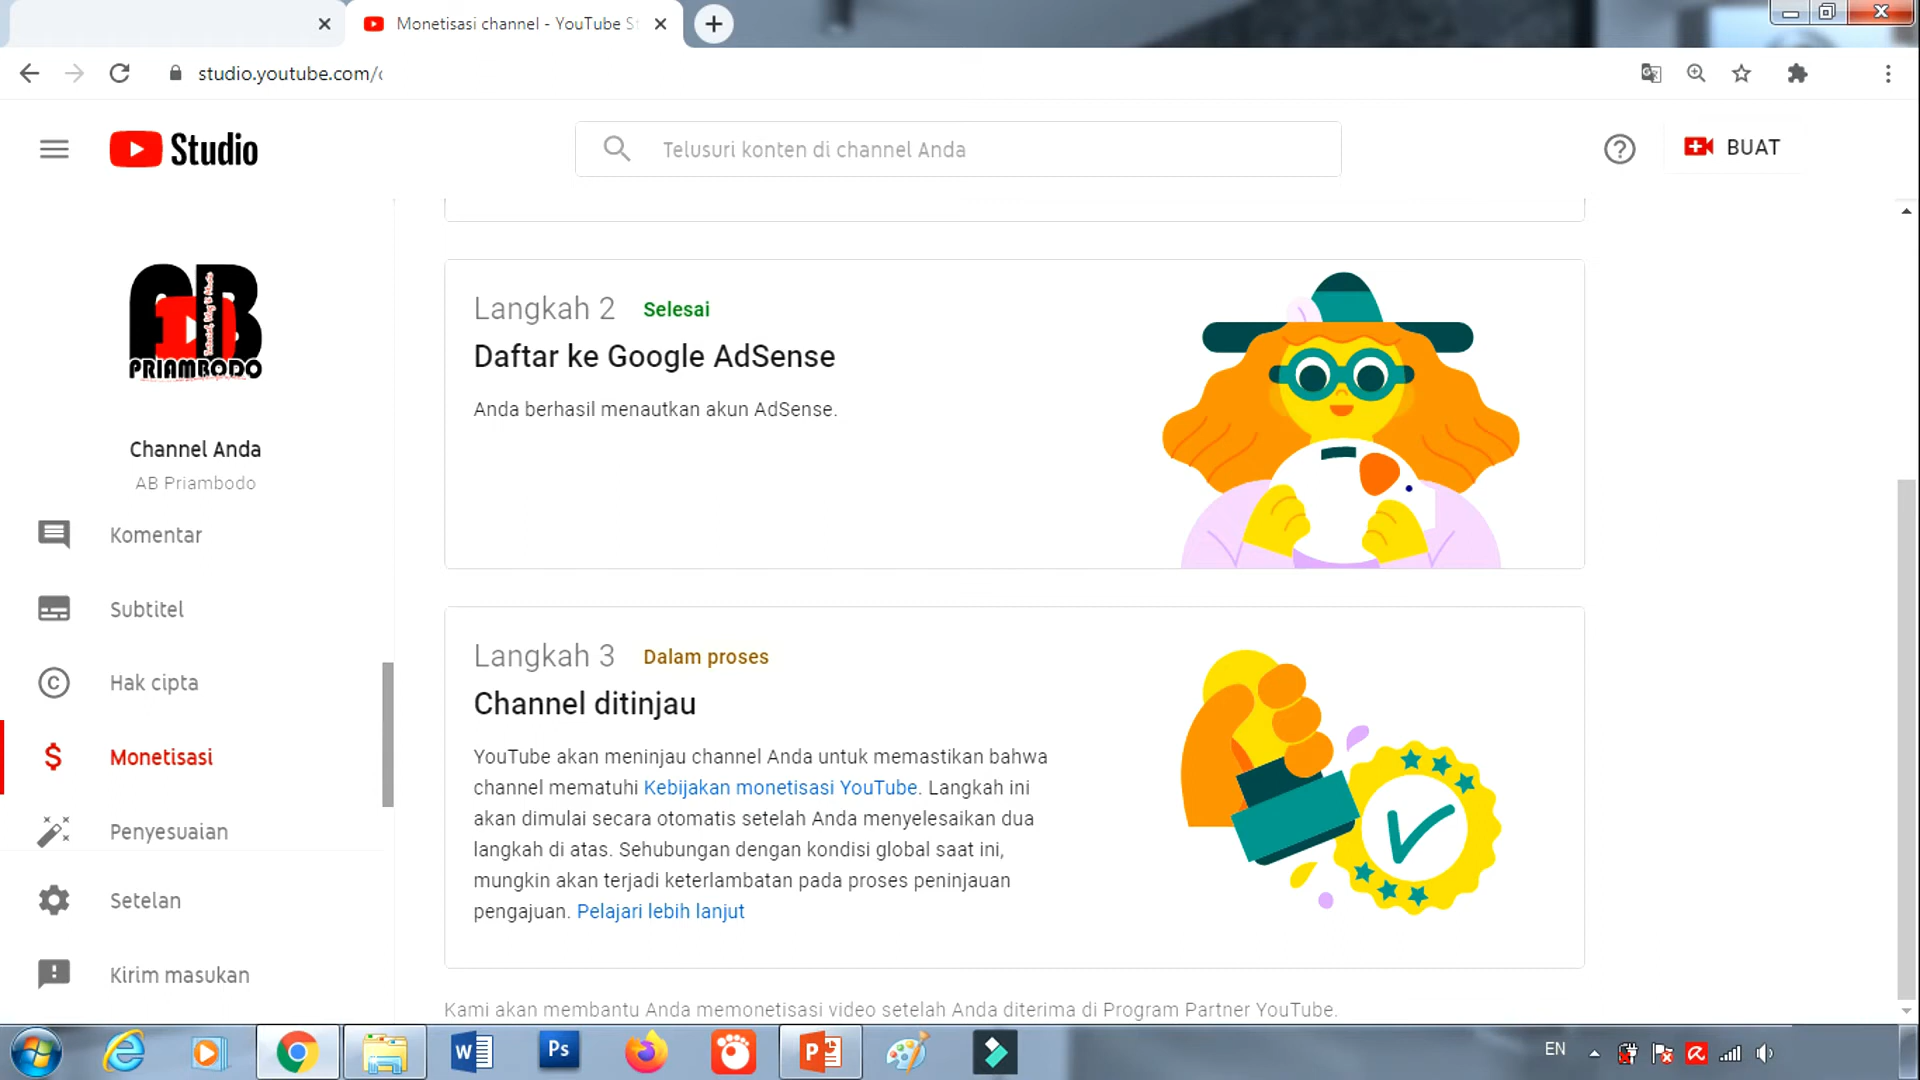 Monetisasi channel - YouTube St
studio.youtube.com/c
Studio
Telusuri konten di channel Anda
BUAT
AB
PRIAMBODO
Channel Anda
AB Priambodo
Komentar
Subtitel
Hak cipta
Monetisasi
Penyesuaian
Setelan
Kirim masukan
Langkah 2 Selesai
Daftar ke Google AdSense
Anda berhasil menautkan akun AdSense.
Langkah 3 Dalam proses
Channel ditinjau
YouTube akan meninjau channel Anda untuk memastikan bahwa
channel mematuhi Kebijakan monetisasi YouTube. Langkah ini
akan dimulai secara otomatis setelah Anda menyelesaikan dua
langkah di atas. Sehubungan dengan kondisi global saat ini,
mungkin akan terjadi keterlambatan pada proses peninjauan
pengajuan. Pelajari lebih lanjut
Kami akan membantu Anda memonetisasi video setelah Anda diterima di Program Partner YouTube.
Ps
EN